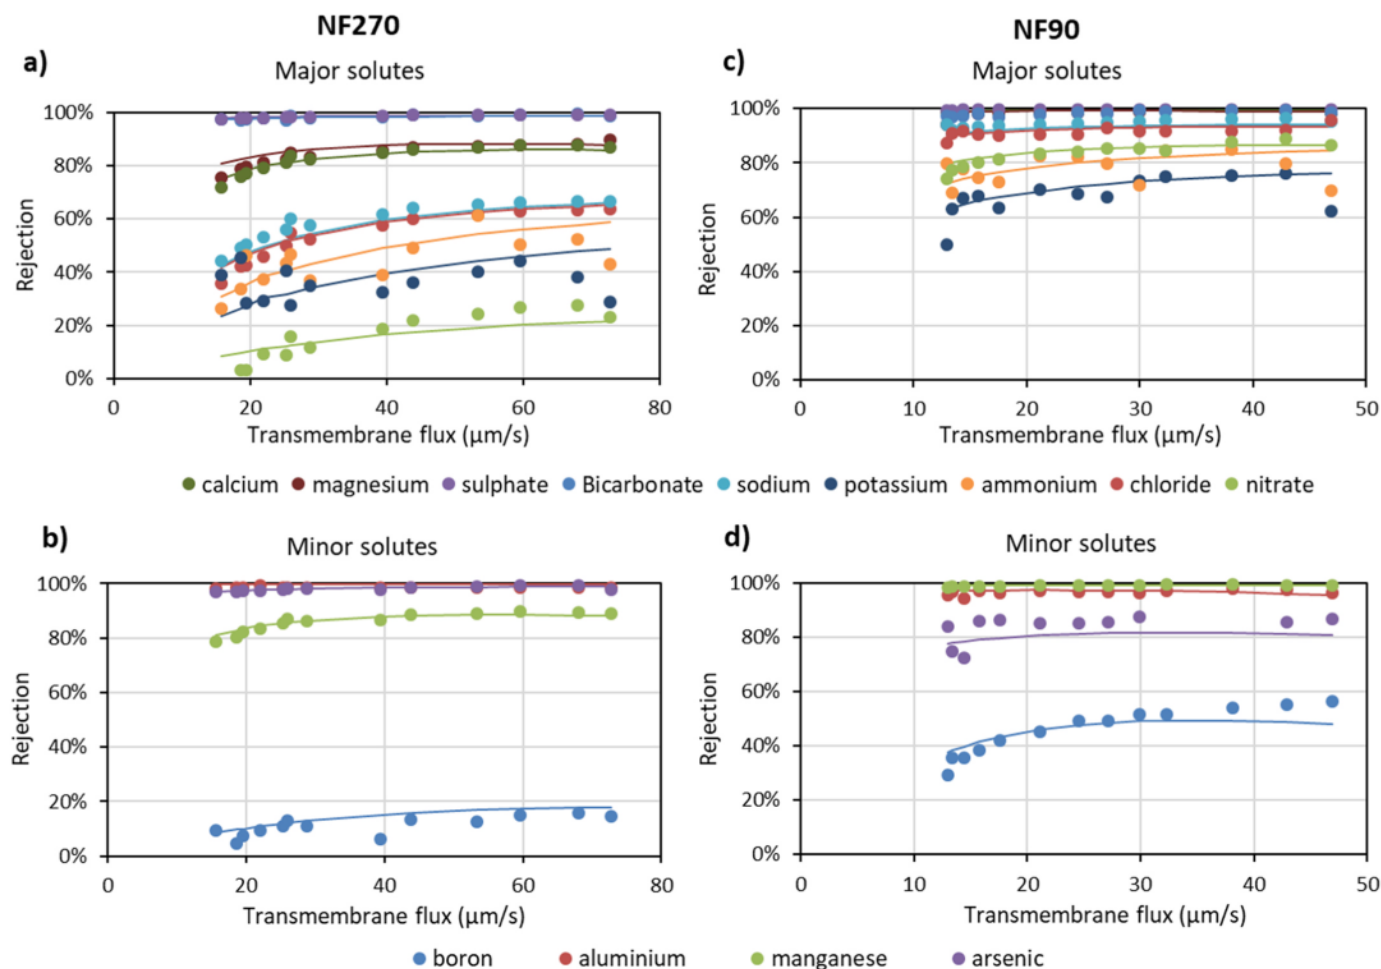 NF270
NF90
a)
Major solutes
c)
Major solutes
100%
80%
60%
40%
20%
0%
Rejection
0
20
40
60
80
Transmembrane flux (μm/s)
100%
80%
60%
40%
20%
0%
Rejection
0
10
20
30
40
50
Transmembrane flux (μm/s)
calcium magnesium sulphate Bicarbonate sodium potassium ammonium chloride nitrate
b)
Minor solutes
d)
Minor solutes
100%
80%
60%
40%
20%
0%
Rejection
0
20
40
60
80
Transmembrane flux (μm/s)
100%
80%
60%
40%
20%
0%
Rejection
0
10
20
30
40
50
Transmembrane flux (μm/s)
boron aluminium manganese arsenic